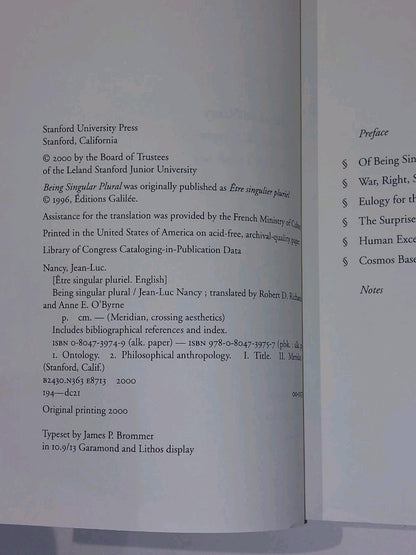 Stanford University Press
Stanford, California
© 2000 by the Board of Trustees
of the Leland Stanford Junior University
Being Singular Plural was originally published as Être singulier pluriel
© 1996, Éditions Galilée.
Assistance for the translation was provided by the French Ministry of
Printed in the United States of America on acid-free, archival-quality paper
Library of Congress Cataloging-in-Publication Data
Nancy, Jean-Luc.
[Être singulier pluriel. English]
Being singular plural / Jean-Luc Nancy ; translated by Robert D.
and Anne E. O'Byrne
p. cm. — (Meridian, crossing aesthetics)
Includes bibliographical references and index.
ISBN 0-8047-3974-9 (alk. paper) — ISBN 978-0-8047-3975-7 (pbk. : alk.
1. Ontology. 2. Philosophical anthropology. I. Title. II.
(Stanford, Calif.)
B2430.N363 E8713 2000
194—dc21
Original printing 2000
Typeset by James P. Brommer
in 10.9/13 Garamond and Lithos display
Preface
§ Of Being
§ War, Right,
§ Eulogy for
§ The Surprise
§ Human
§ Cosmos
Notes